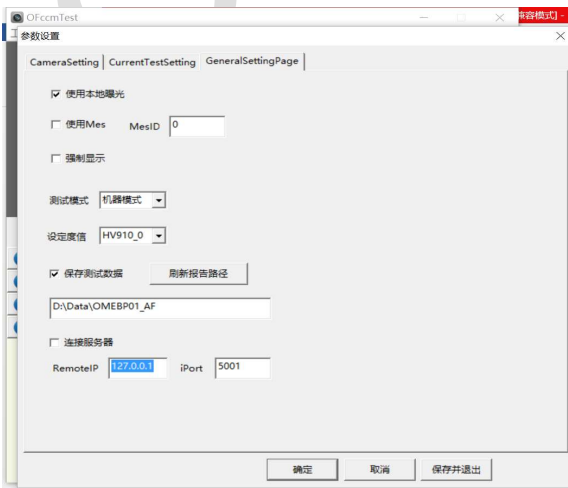 OFccmTest
容模式] -
参数设置
CameraSetting CurrentTestSetting GeneralSettingPage
使用本地曝光
使用Mes MesID 0
强制显示
测试模式 机器模式
设定度信 HV910_0
保存测试数据 刷新报告路径
D:\Data\OMEBP01_AF
连接服务器
RemoteIP 127.0.0.1 iPort 5001
确定 取消 保存并退出